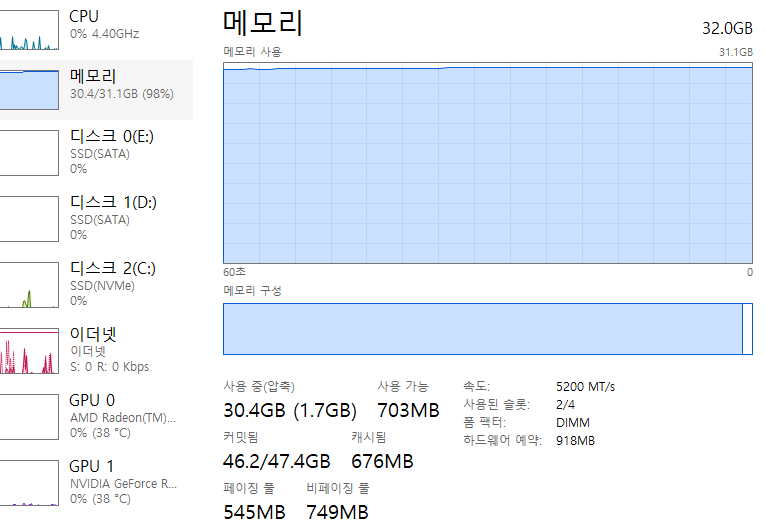 CPU
0% 4.40GHz
메모리
30.4/31.1GB (98%)
디스크 0(E:)
SSD(SATA)
0%
디스크 1(D:)
SSD(SATA)
0%
디스크 2(C:)
SSD(NVMe)
0%
이더넷
이더넷
S: 0 R: 0 Kbps
GPU 0
AMD Radeon(TM)...
0% (38 °C)
GPU 1
NVIDIA GeForce R...
0% (38 °C)
메모리
32.0GB
메모리 사용
31.1GB
60초
0
메모리 구성
사용 중(압축)
사용 가능
30.4GB (1.7GB)
703MB
커밋됨
캐시됨
46.2/47.4GB
676MB
페이징 풀
비페이징 풀
545MB
749MB
속도: 5200 MT/s
사용된 슬롯: 2/4
폼 팩터: DIMM
하드웨어 예약: 918MB